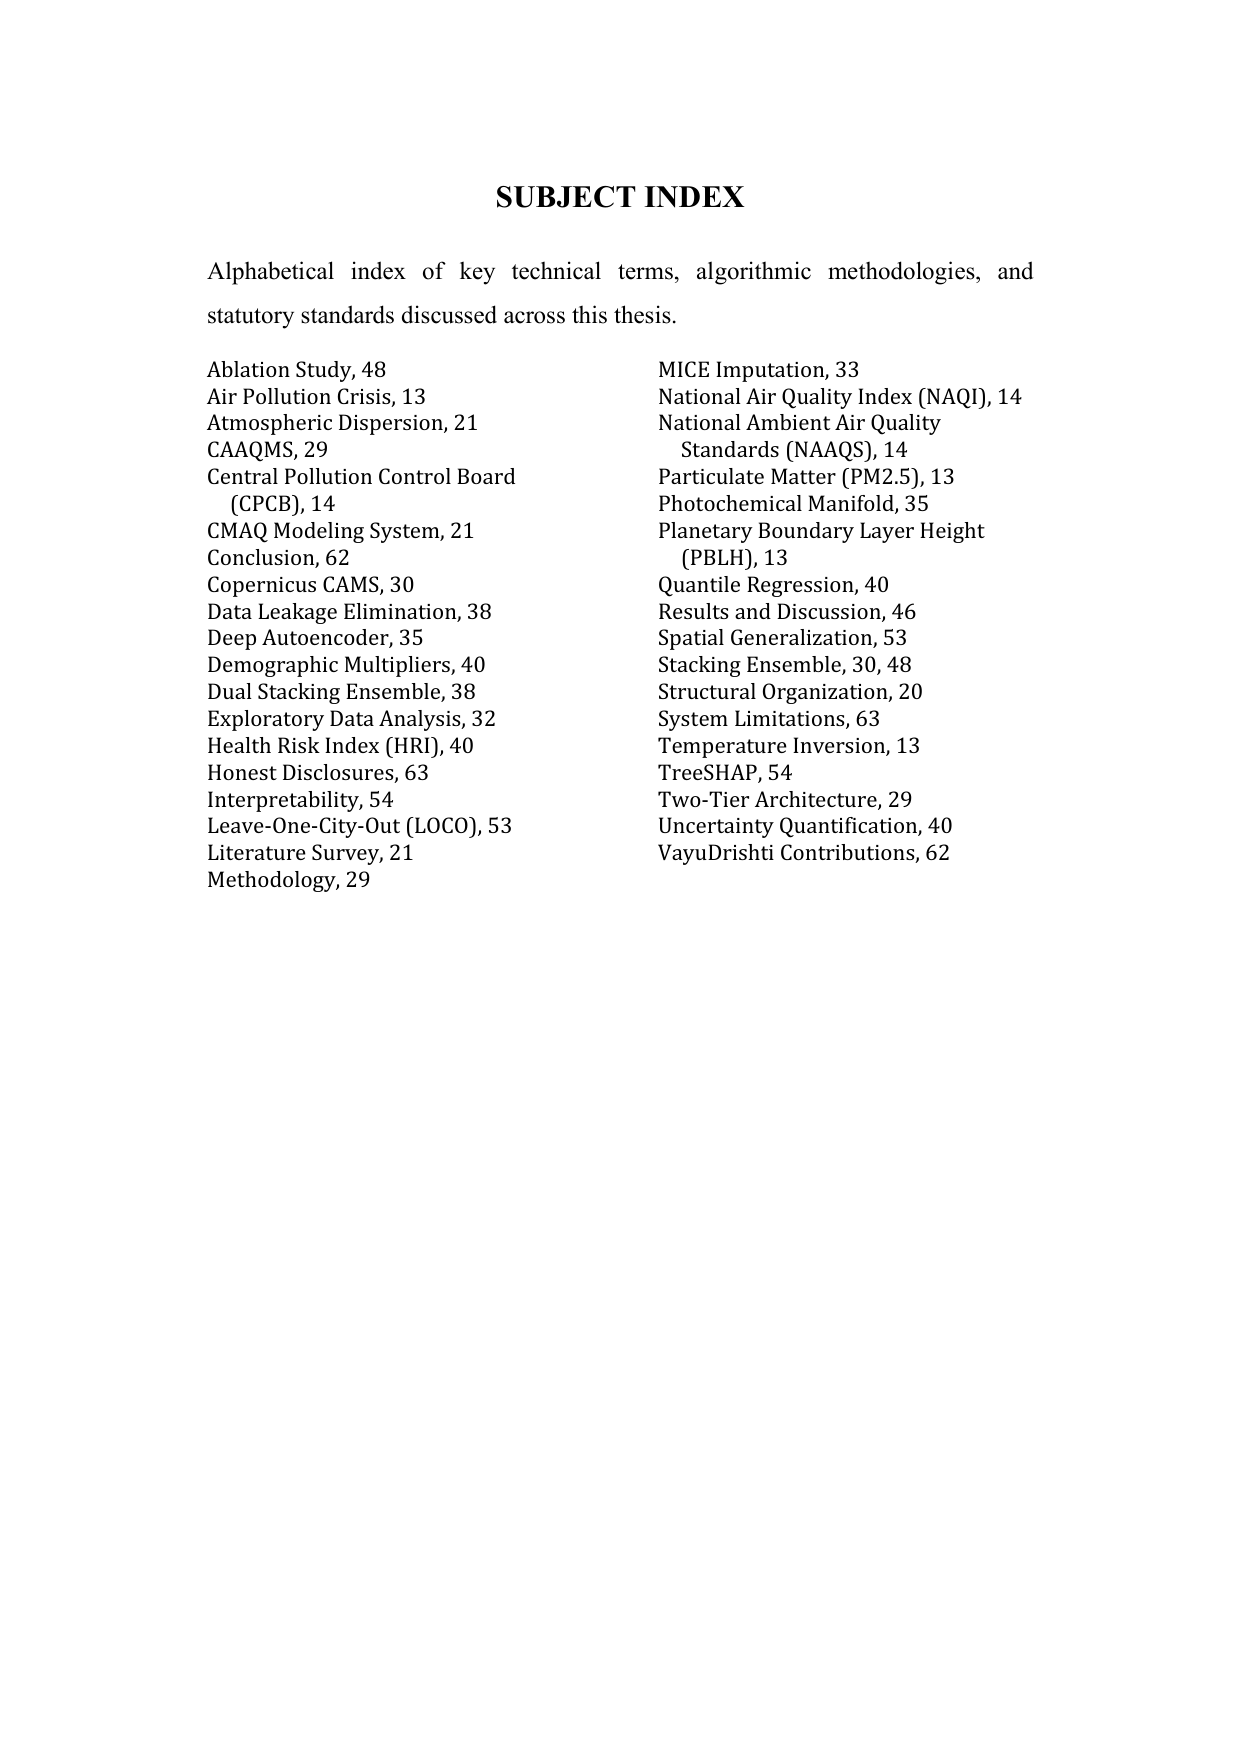 SUBJECT INDEX
Alphabetical index of key technical terms, algorithmic methodologies, and
statutory standards discussed across this thesis.
Ablation Study, 48
Air Pollution Crisis, 13
Atmospheric Dispersion, 21
CAAQMS, 29
Central Pollution Control Board
(CPCB), 14
CMAQ Modeling System, 21
Conclusion, 62
Copernicus CAMS, 30
Data Leakage Elimination, 38
Deep Autoencoder, 35
Demographic Multipliers, 40
Dual Stacking Ensemble, 38
Exploratory Data Analysis, 32
Health Risk Index (HRI), 40
Honest Disclosures, 63
Interpretability, 54
Leave-One-City-Out (LOCO), 53
Literature Survey, 21
Methodology, 29
MICE Imputation, 33
National Air Quality Index (NAQI), 14
National Ambient Air Quality
Standards (NAAQS), 14
Particulate Matter (PM2.5), 13
Photochemical Manifold, 35
Planetary Boundary Layer Height
(PBLH), 13
Quantile Regression, 40
Results and Discussion, 46
Spatial Generalization, 53
Stacking Ensemble, 30, 48
Structural Organization, 20
System Limitations, 63
Temperature Inversion, 13
TreeSHAP, 54
Two-Tier Architecture, 29
Uncertainty Quantification, 40
VayuDrishti Contributions, 62